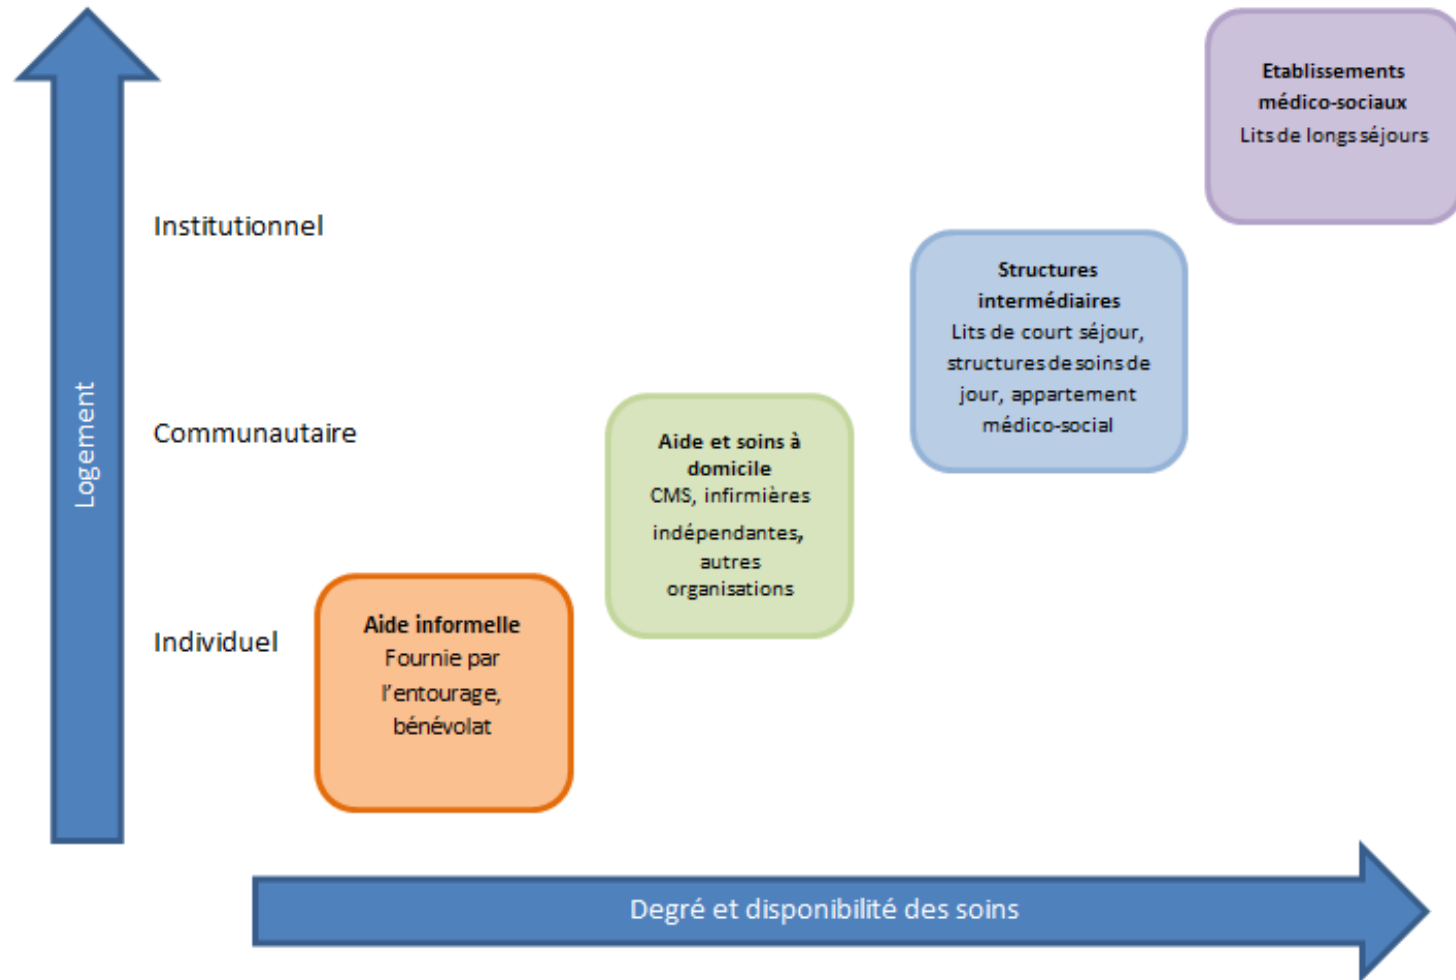 Etablissements
médico-sociaux
Lits de longs séjours
Institutionnel
Structures
intermédiaires
Lits de court séjour,
structures de soins de
jour, appartement
médico-social
Logement
Communautaire
Aide et soins à
domicile
CMS, infirmières
indépendantes,
autres
organisations
Individuel
Aide informelle
Fournie par
l'entourage,
bénévolat
Degré et disponibilité des soins